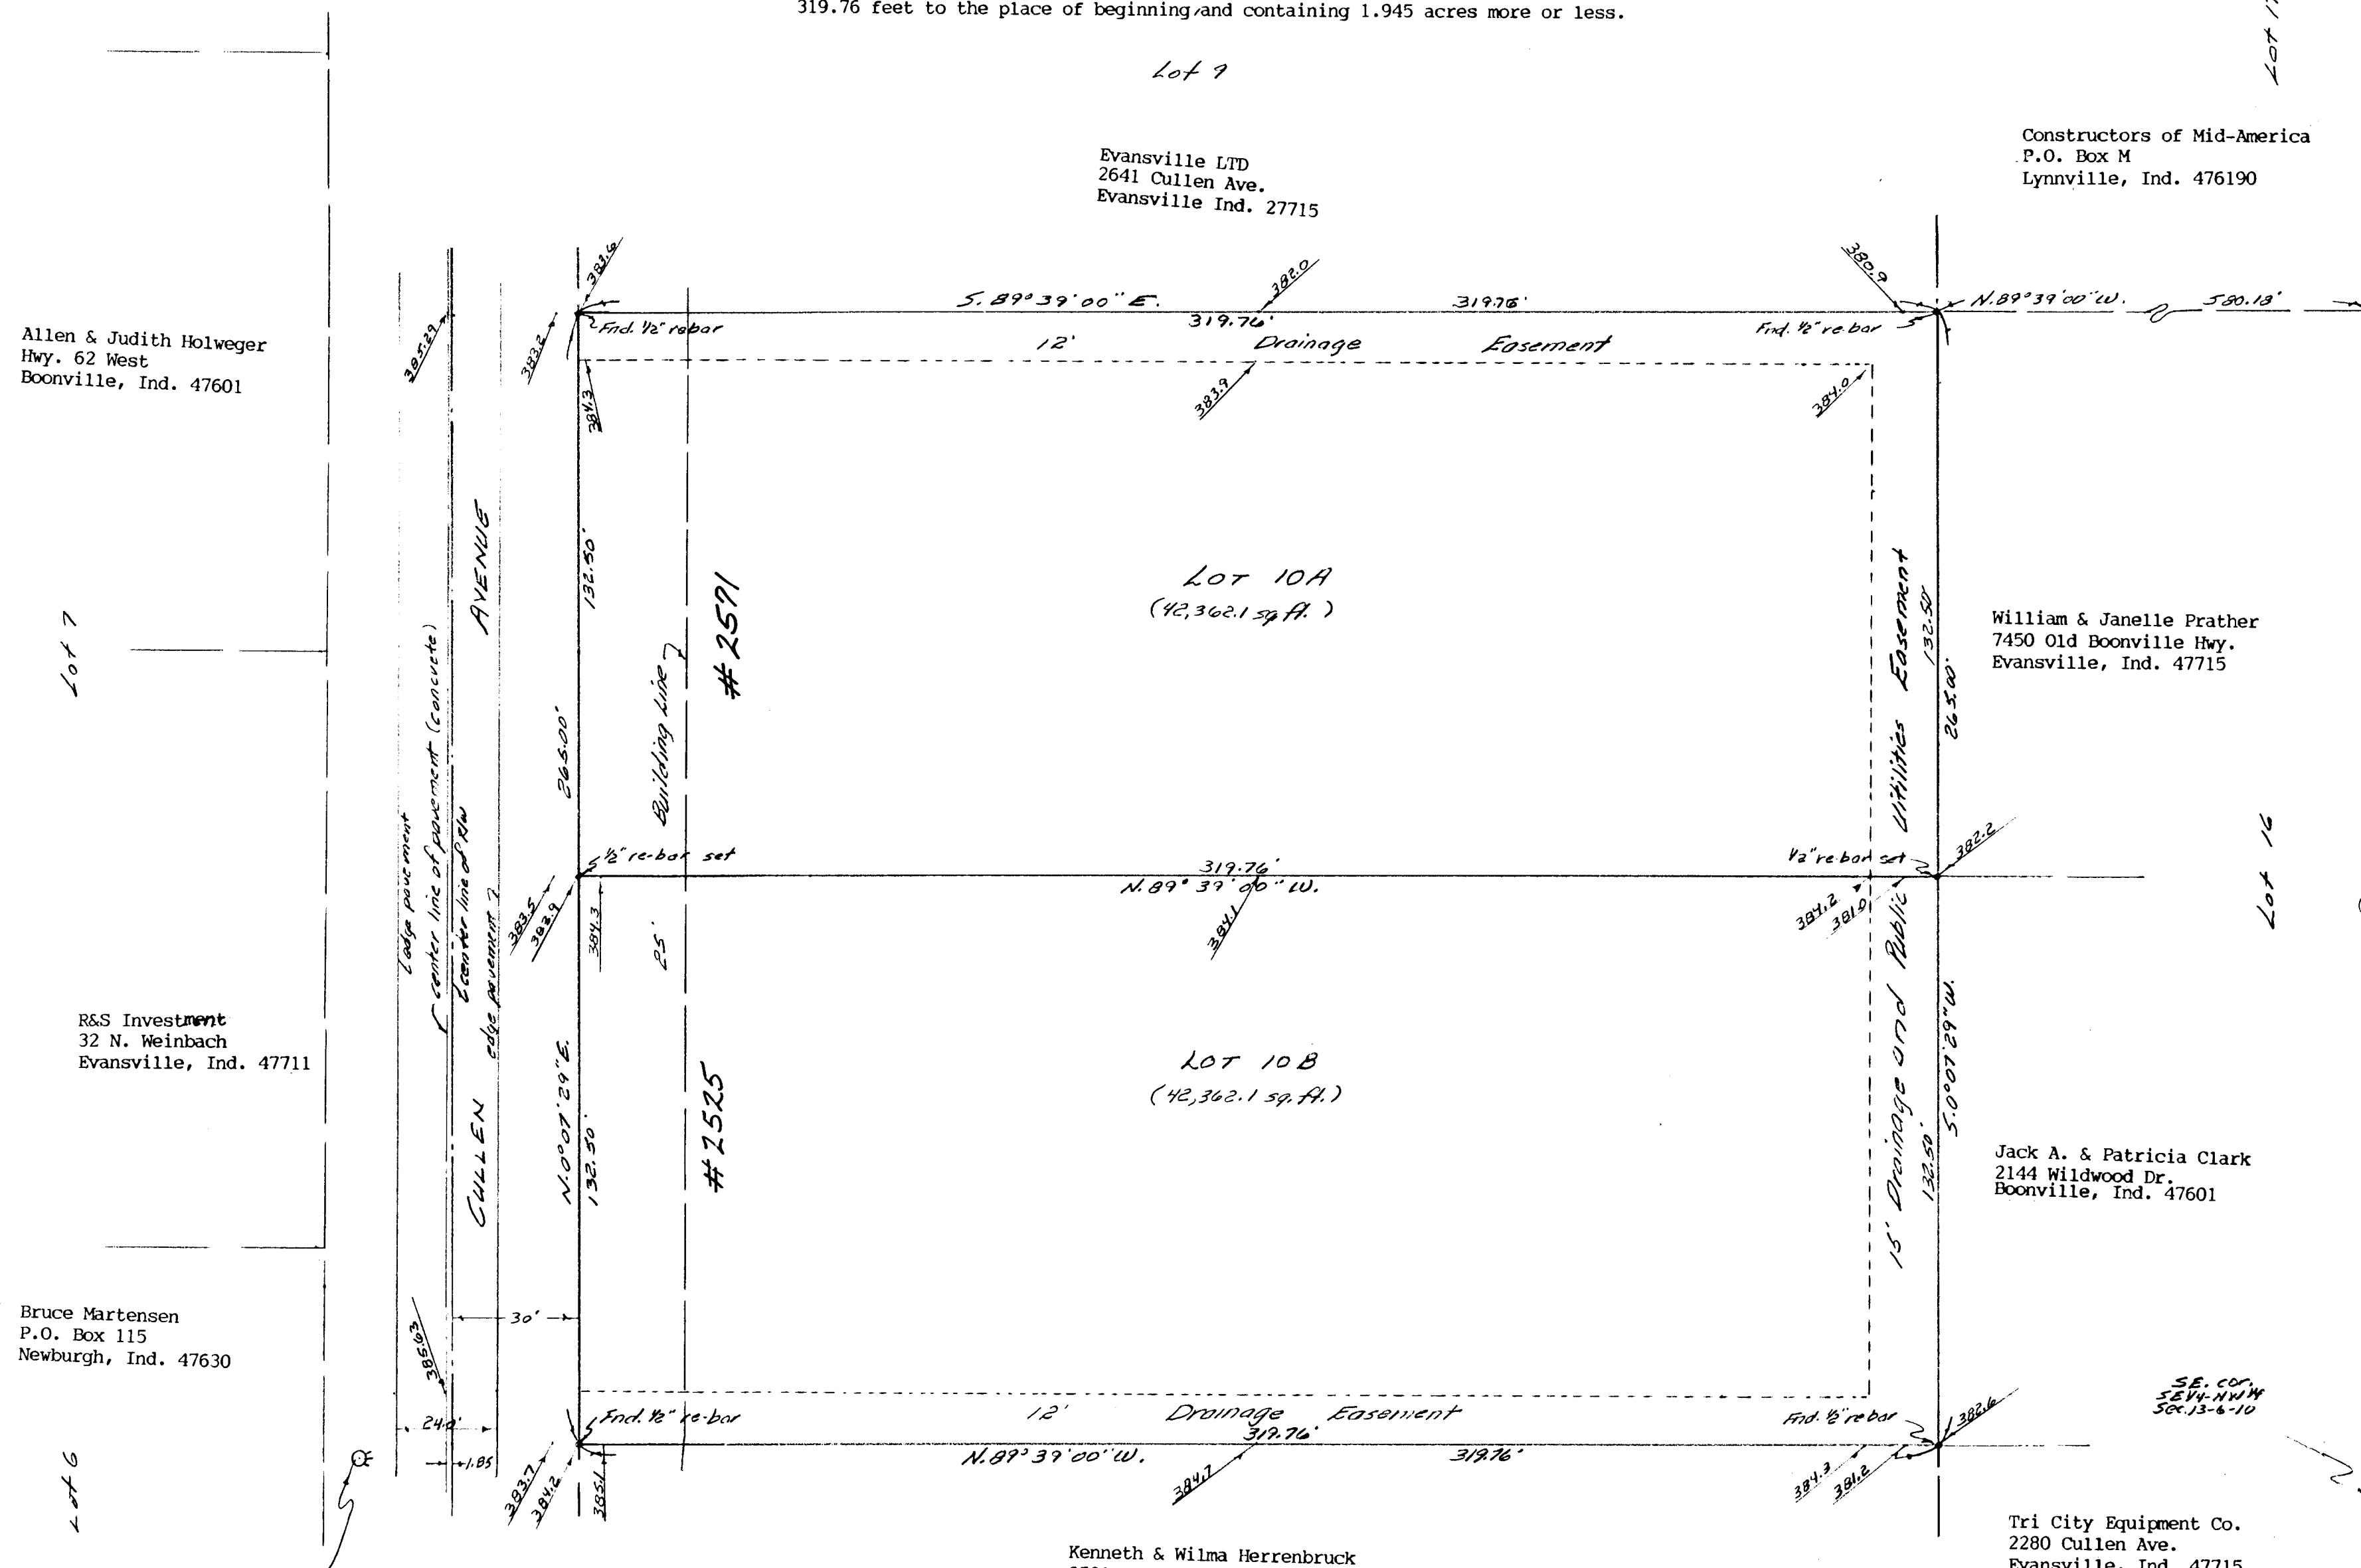 319.76 feet to the place of beginning and containing 1.945 acres more or less.
Lot 9
Evansville LTD
2641 Cullen Ave.
Evansville Ind. 27715
Constructors of Mid-America
P.O. Box M
Lynnville, Ind. 476190
Allen & Judith Holweger
Hwy. 62 West
Boonville, Ind. 47601
385.29
383.2
383.6
384.3
S. 89°39'00" E.
319.76'
319.76'
382.0
380.9
N.89°39'00"W.
580.18'
Fnd. 1/2" rebar
Fnd. 1/2" re.bar
12' Drainage Easement
383.9
384.0
Lot 7
AVENUE
132.50'
265.00'
Building Line
# 2571
LOT 10A
(42,362.1 sq ft.)
15' Drainage and Public Utilities Easement
132.50'
265.00'
William & Janelle Prather
7450 Old Boonville Hwy.
Evansville, Ind. 47715
Lot 16
edge pavement
center line of pavement (concrete)
center line of R/W
edge pavement
1/2" re-bar set
319.76'
N.89°39'00" W.
1/2" re-bar set
382.2
383.5
383.9
384.3
25'
384.1
384.2
381.0
R&S Investment
32 N. Weinbach
Evansville, Ind. 47711
CULLEN
N.0°07'29"E.
132.50'
# 2525
LOT 10B
(42,362.1 sq.ft.)
S.0°07'29"W.
132.50'
Jack A. & Patricia Clark
2144 Wildwood Dr.
Boonville, Ind. 47601
Bruce Martensen
P.O. Box 115
Newburgh, Ind. 47630
30'
385.63
24.0'
1.85
Lot 6
Fnd. 1/2" re-bar
12' Drainage Easement
319.76'
Fnd. 1/2" re bar
382.6
SE. cor.
SE1/4-NW1/4
Sec.13-6-10
N.89°39'00"W.
319.76'
383.7
384.2
385.1
384.7
384.3
381.2
Kenneth & Wilma Herrenbruck
Tri City Equipment Co.
2280 Cullen Ave.
Evansville, Ind. 47715